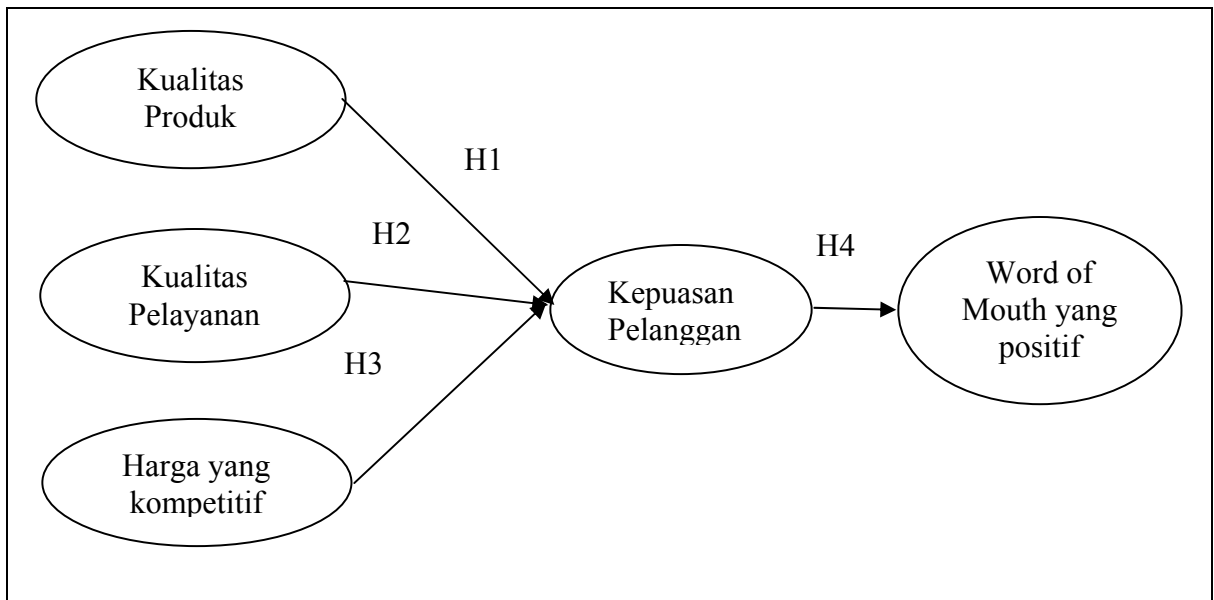 Kualitas
Produk
H1
H2
Kualitas
Pelayanan
H3
Harga yang
kompetitif
Kepuasan
Pelanggan
H4
Word of
Mouth yang
positif